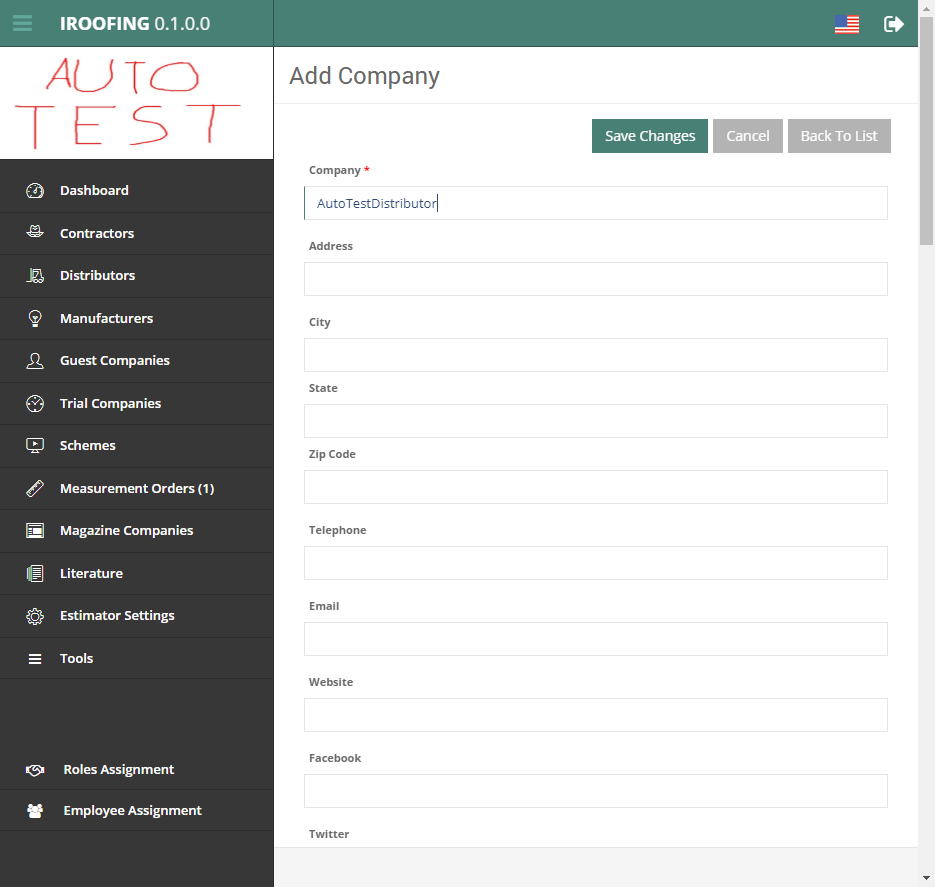 IROOFING 0.1.0.0
AUTO
TEST
Dashboard
Contractors
Distributors
Manufacturers
Guest Companies
Trial Companies
Schemes
Measurement Orders (1)
Magazine Companies
Literature
Estimator Settings
Tools
Roles Assignment
Employee Assignment
Add Company
Save Changes Cancel Back To List
Company *
AutoTestDistributor
Address
City
State
Zip Code
Telephone
Email
Website
Facebook
Twitter